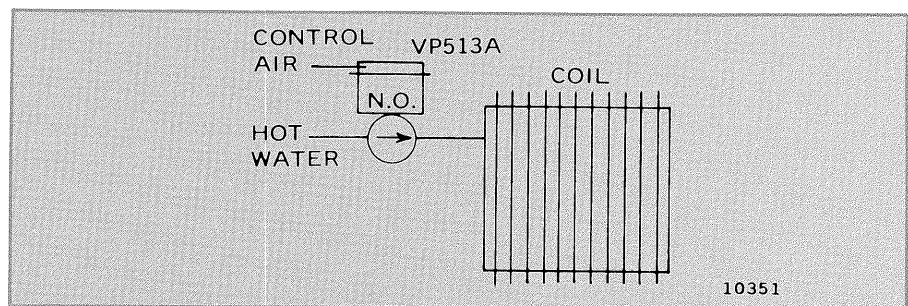 CONTROL
AIR
VP513A
N.O.
HOT
WATER
COIL
10351